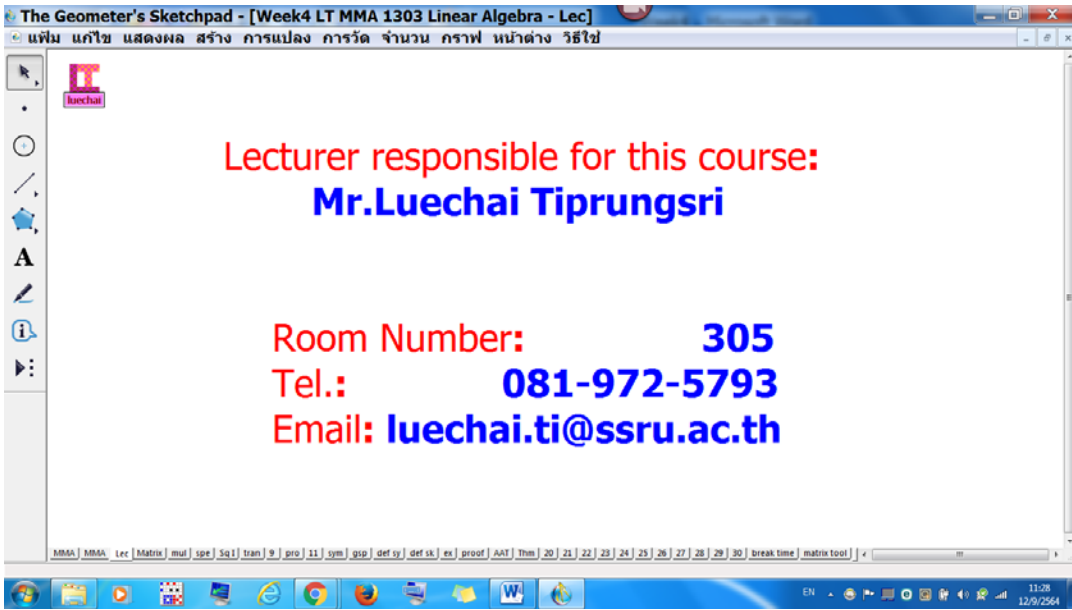 The Geometer's Sketchpad - [Week4 LT MMA 1303 Linear Algebra - Lec]
แฟ้ม แก้ไข แสดงผล สร้าง การแปลง การวัด จำนวน กราฟ หน้าต่าง วิธีใช้
LT
luechai
Lecturer responsible for this course:
Mr.Luechai Tiprungsri
Room Number: 305
Tel.: 081-972-5793
Email: luechai.ti@ssru.ac.th
MMA MMA Lec Matrix mul spe Sq1 tran 9 pro 11 sym gsp def sy def sk ex proof AAT Thm 20 21 22 23 24 25 26 27 28 29 30 break time matrix tool
EN 11:28
12/9/2564